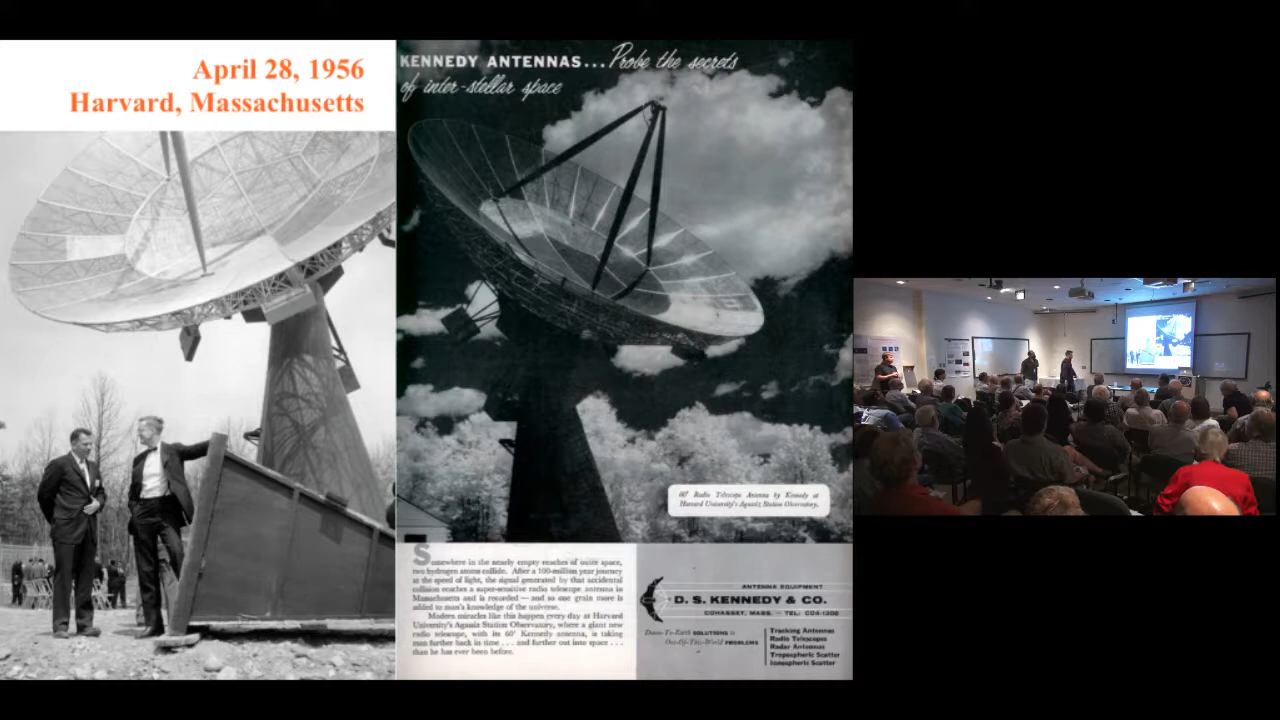 April 28, 1956
Harvard, Massachusetts
KENNEDY ANTENNAS...Probe the secrets
of inter-stellar space
60' Radio Telescope Antenna by Kennedy at
Harvard University's Agassiz Station Observatory.
Somewhere in the nearly empty reaches of outer space,
two hydrogen atoms collide. After a 100-million year journey
at the speed of light, the signal generated by that accidental
collision reaches a super-sensitive radio telescope antenna in
Massachusetts and is recorded — and so one grain more is
added to man's knowledge of the universe.
Modern miracles like this happen every day at Harvard
University's Agassiz Station Observatory, where a giant new
radio telescope, with its 60' Kennedy antenna, is taking
man further back in time . . . and further out into space . . .
than he has ever been before.
ANTENNA EQUIPMENT
D. S. KENNEDY & CO.
COHASSET, MASS. – TEL: CO4-1200
Down-To-Earth SOLUTIONS to
Out-Of-This-World PROBLEMS
Tracking Antennas
Radio Telescopes
Radar Antennas
Tropospheric Scatter
Ionospheric Scatter